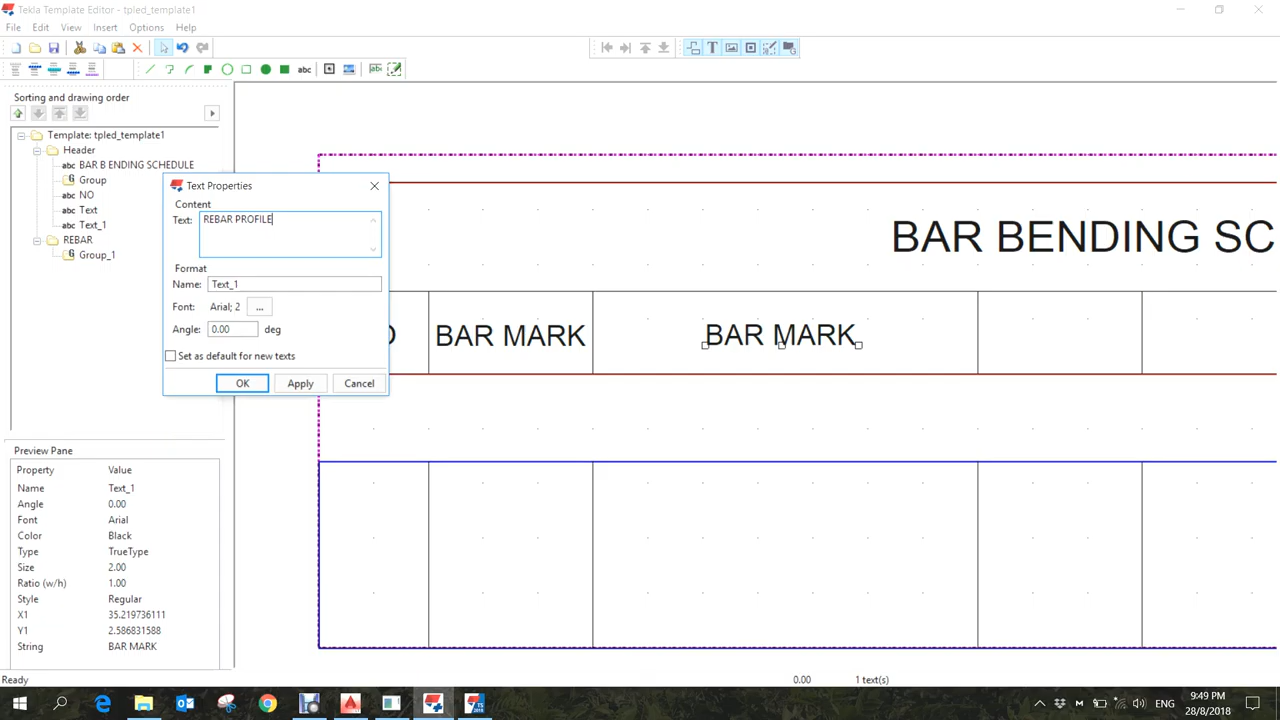 Tekla Template Editor - tpled_template1
File Edit View Insert Options Help
abc
Sorting and drawing order
Template: tpled_template1
Header
abc BAR B ENDING SCHEDULE
Group
abc NO
abc Text
abc Text_1
REBAR
Group_1
Text Properties
Content
Text: REBAR PROFILE
Format
Name: Text_1
Font: Arial; 2 ...
Angle: 0.00 deg
Set as default for new texts
OK Apply Cancel
BAR BENDING SC
BAR MARK BAR MARK
Preview Pane
Property Value
Name Text_1
Angle 0.00
Font Arial
Color Black
Type TrueType
Size 2.00
Ratio (w/h) 1.00
Style Regular
X1 35.219736111
Y1 2.586831588
String BAR MARK
Ready 0.00 1 text(s)
ENG 9:49 PM
28/8/2018